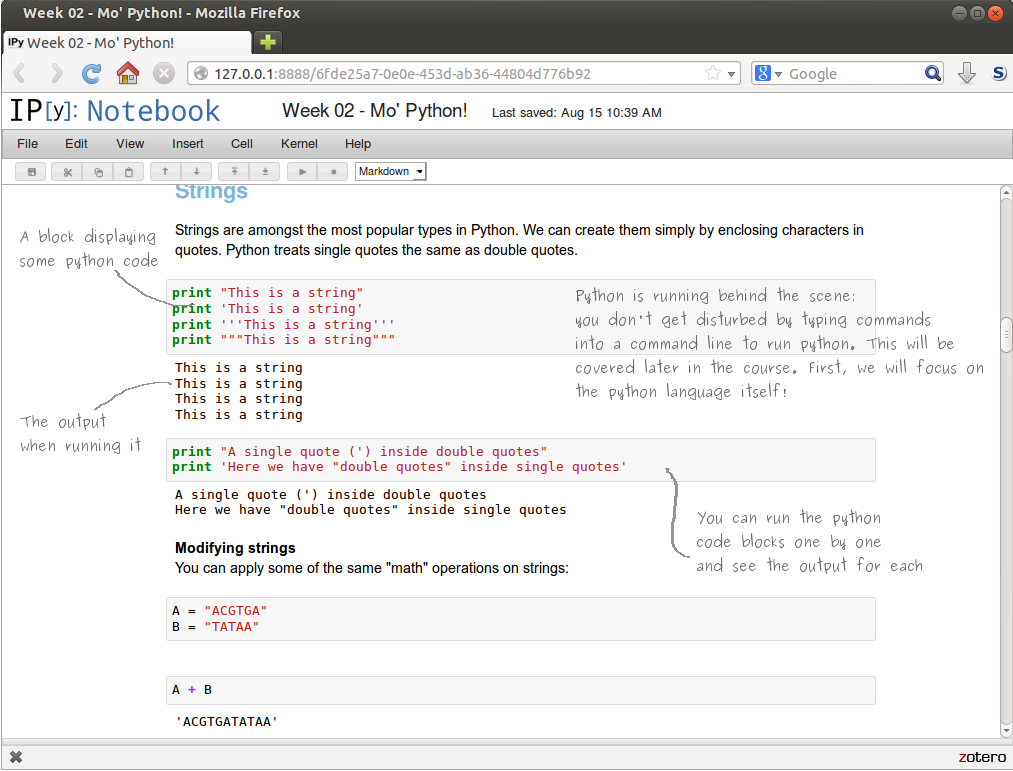 Week 02 - Mo' Python! - Mozilla Firefox
IPy Week 02 - Mo' Python!
127.0.0.1:8888/6fde25a7-0e0e-453d-ab36-44804d776b92
8 Google
S
IP[y]: Notebook
Week 02 - Mo' Python!
Last saved: Aug 15 10:39 AM
File Edit View Insert Cell Kernel Help
Markdown
Strings
Strings are amongst the most popular types in Python. We can create them simply by enclosing characters in
quotes. Python treats single quotes the same as double quotes.
A block displaying
some python code
print "This is a string"
print 'This is a string'
print '''This is a string'''
print """This is a string"""
Python is running behind the scene:
you don't get disturbed by typing commands
into a command line to run python. This will be
covered later in the course. First, we will focus on
the python language itself!
This is a string
This is a string
This is a string
This is a string
The output
when running it
print "A single quote (') inside double quotes"
print 'Here we have "double quotes" inside single quotes'
A single quote (') inside double quotes
Here we have "double quotes" inside single quotes
You can run the python
code blocks one by one
and see the output for each
Modifying strings
You can apply some of the same "math" operations on strings:
A = "ACGTGA"
B = "TATAA"
A + B
'ACGTGATATAA'
zotero